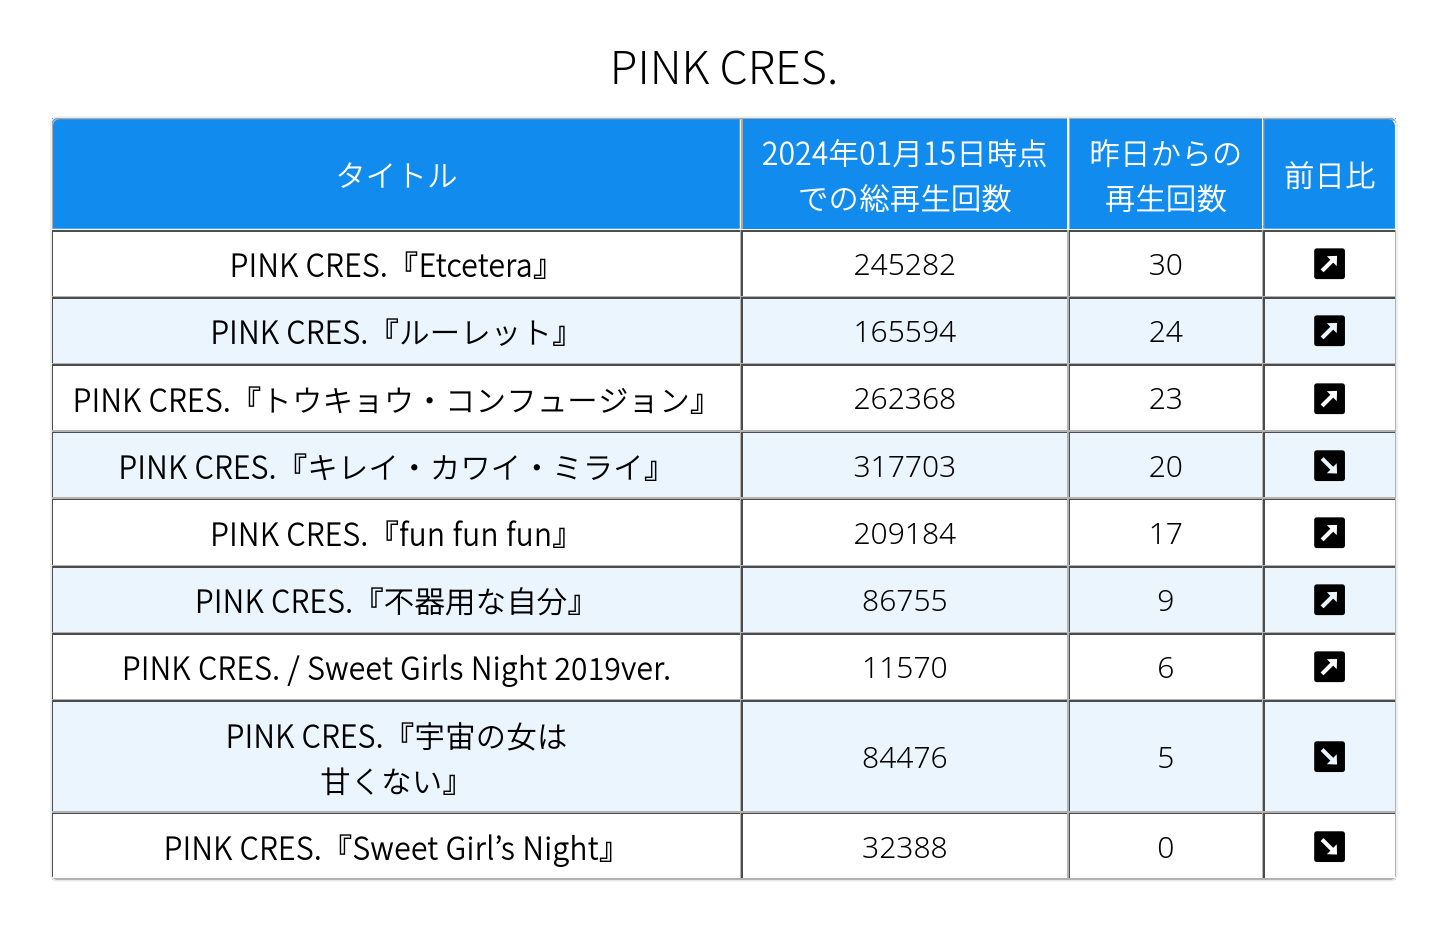 PINK CRES.
タイトル
2024年01月15日時点
での総再生回数
昨日からの
再生回数
前日比
PINK CRES.『Etcetera』 245282 30 ↗
PINK CRES.『ルーレット』 165594 24 ↗
PINK CRES.『トウキョウ・コンフュージョン』 262368 23 ↗
PINK CRES.『キレイ・カワイ・ミライ』 317703 20 ↘
PINK CRES.『fun fun fun』 209184 17 ↗
PINK CRES.『不器用な自分』 86755 9 ↗
PINK CRES. / Sweet Girls Night 2019ver. 11570 6 ↗
PINK CRES.『宇宙の女は
甘くない』 84476 5 ↘
PINK CRES.『Sweet Girl’s Night』 32388 0 ↘